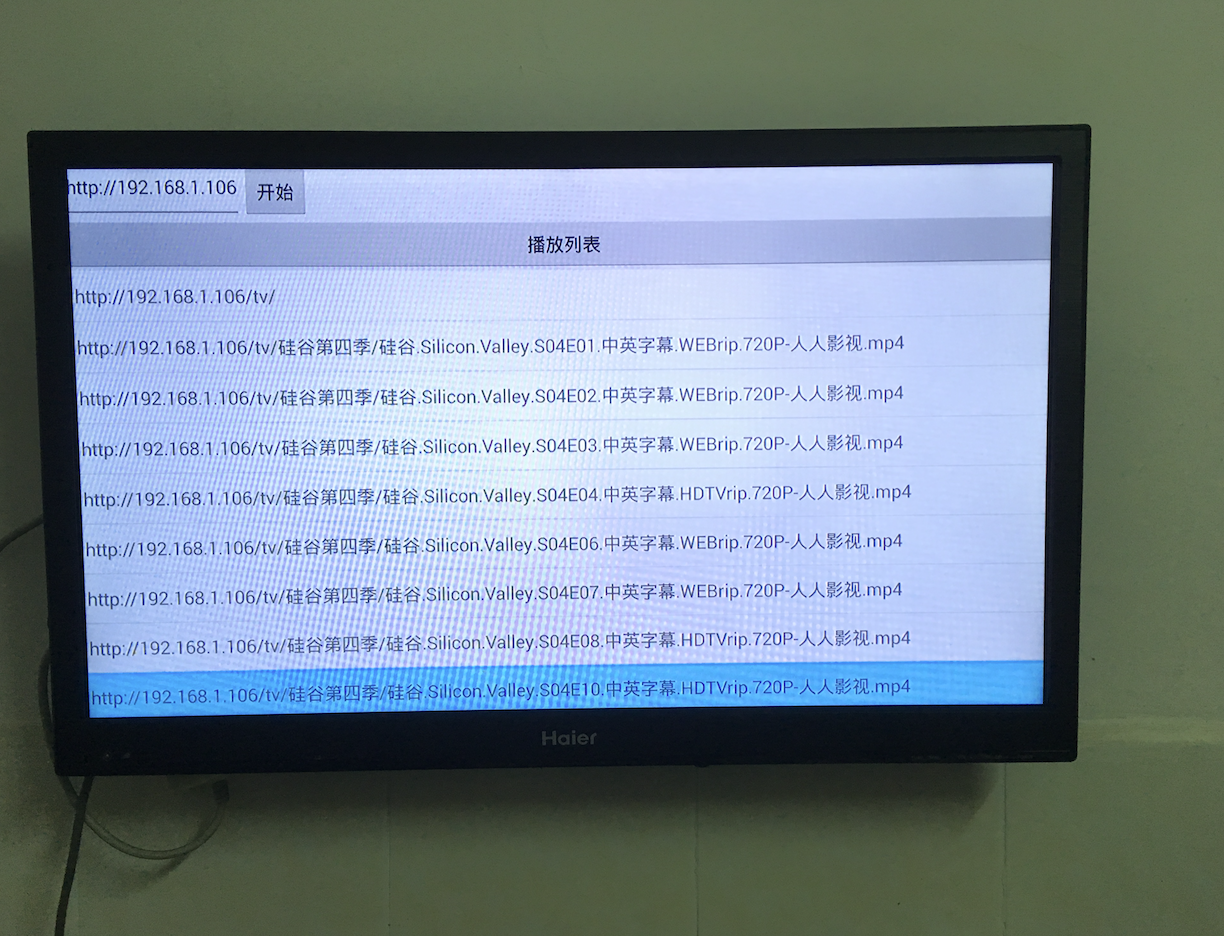 http://192.168.1.106 开始
播放列表
http://192.168.1.106/tv/
http://192.168.1.106/tv/硅谷第四季/硅谷.Silicon.Valley.S04E01.中英字幕.WEBrip.720P-人人影视.mp4
http://192.168.1.106/tv/硅谷第四季/硅谷.Silicon.Valley.S04E02.中英字幕.WEBrip.720P-人人影视.mp4
http://192.168.1.106/tv/硅谷第四季/硅谷.Silicon.Valley.S04E03.中英字幕.WEBrip.720P-人人影视.mp4
http://192.168.1.106/tv/硅谷第四季/硅谷.Silicon.Valley.S04E04.中英字幕.HDTVrip.720P-人人影视.mp4
http://192.168.1.106/tv/硅谷第四季/硅谷.Silicon.Valley.S04E06.中英字幕.WEBrip.720P-人人影视.mp4
http://192.168.1.106/tv/硅谷第四季/硅谷.Silicon.Valley.S04E07.中英字幕.WEBrip.720P-人人影视.mp4
http://192.168.1.106/tv/硅谷第四季/硅谷.Silicon.Valley.S04E08.中英字幕.HDTVrip.720P-人人影视.mp4
http://192.168.1.106/tv/硅谷第四季/硅谷.Silicon.Valley.S04E10.中英字幕.HDTVrip.720P-人人影视.mp4
Haier